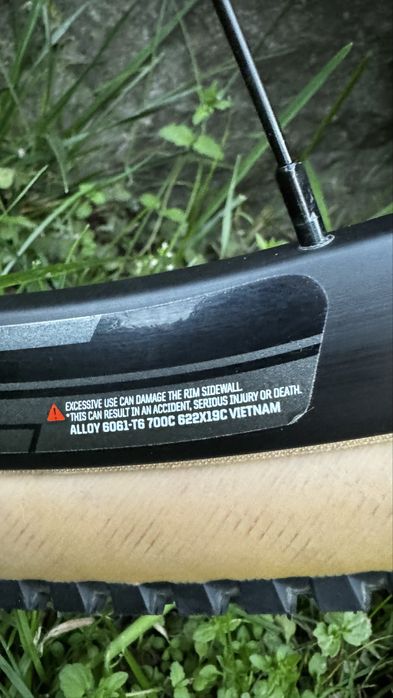 EXCESSIVE USE CAN DAMAGE THE RIM SIDEWALL.
*THIS CAN RESULT IN AN ACCIDENT, SERIOUS INJURY OR DEATH.
ALLOY 6061-T6 700C 622X19C VIETNAM